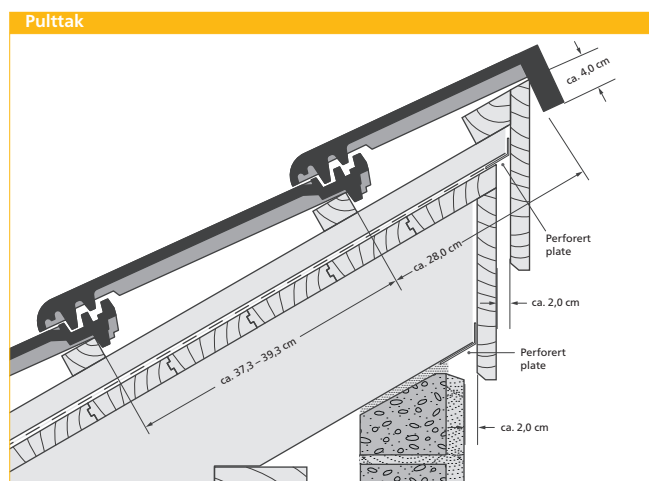 Pulttak
ca. 4,0 cm
Perforert
plate
ca. 28,0 cm
ca. 2,0 cm
ca. 37,3 – 39,3 cm
Perforert
plate
ca. 2,0 cm